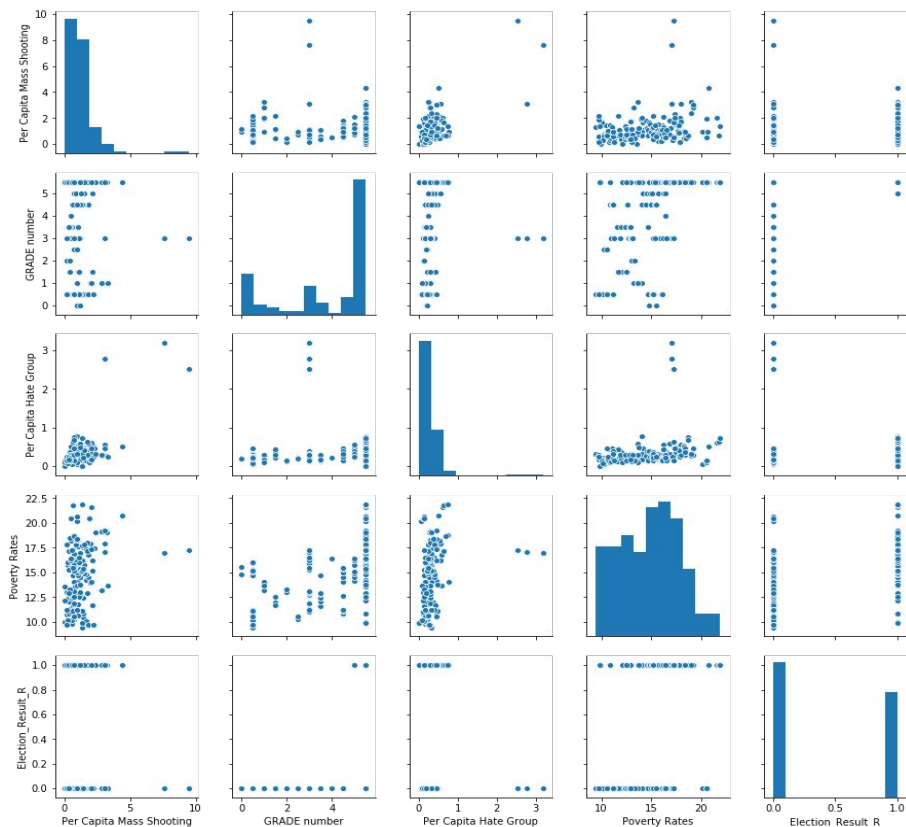 10
8
6
4
2
0
Per Capita Mass Shooting
5
4
3
2
1
0
GRADE number
3
2
1
0
Per Capita Hate Group
22.5
20.0
17.5
15.0
12.5
10.0
Poverty Rates
1.0
0.8
0.6
0.4
0.2
0.0
Election_Result_R
0 5 10
Per Capita Mass Shooting
0 2 4
GRADE number
0 1 2 3
Per Capita Hate Group
10 15 20
Poverty Rates
0.0 0.5 1.0
Election_Result_R